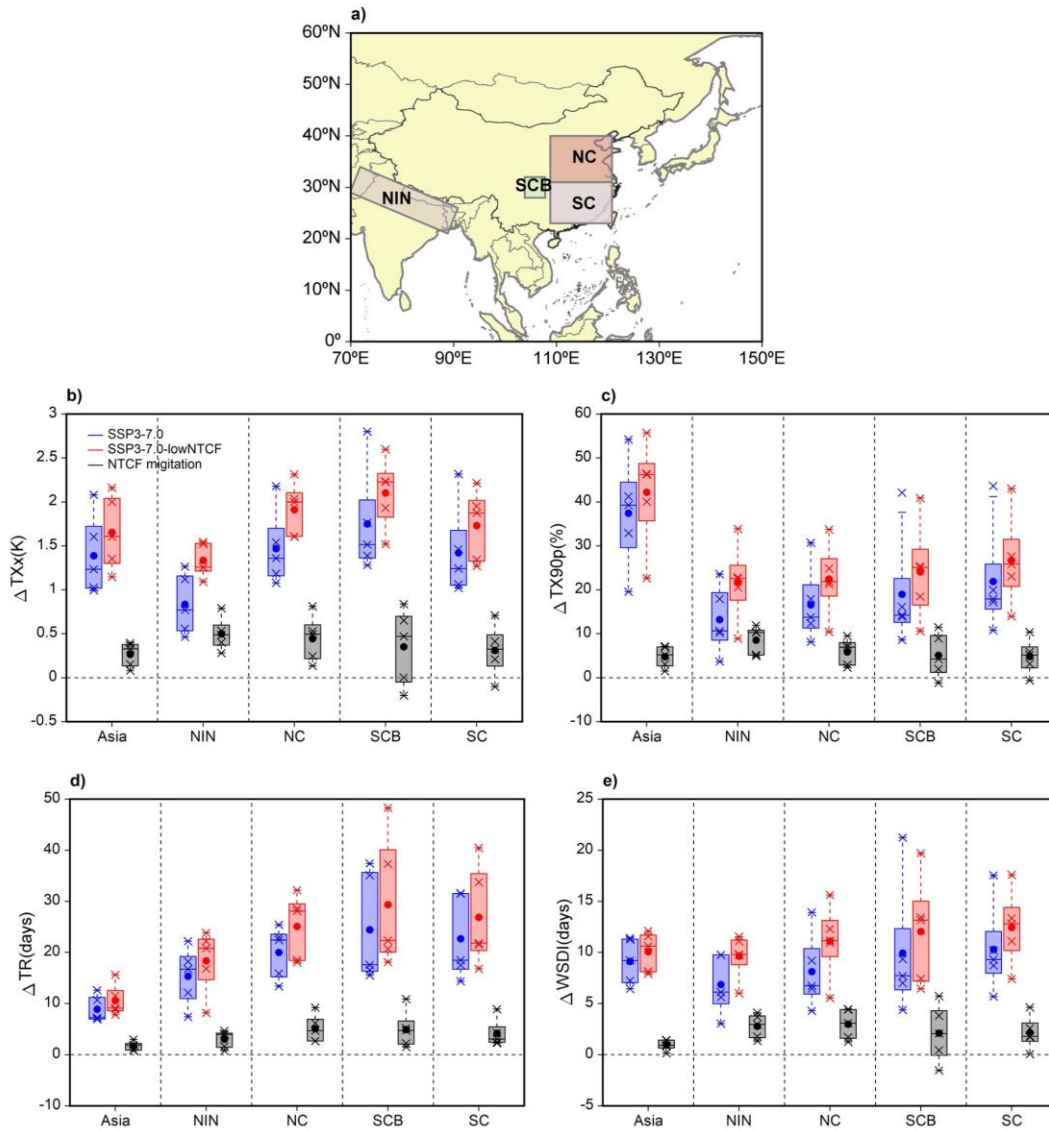 a)
60ºN
50ºN
40ºN
30ºN
20ºN
10ºN
0º
70ºE
90ºE
110ºE
130ºE
150ºE
NIN
SCB
NC
SC
b)
ΔTXx(K)
3
2.5
2
1.5
1
0.5
0
-0.5
SSP3-7.0
SSP3-7.0-lowNTCF
NTCF migitation
Asia NIN NC SCB SC
c)
ΔTX90p(%)
60
50
40
30
20
10
0
-10
Asia NIN NC SCB SC
d)
ΔTR(days)
50
40
30
20
10
0
-10
Asia NIN NC SCB SC
e)
ΔWSDI(days)
25
20
15
10
5
0
-5
Asia NIN NC SCB SC